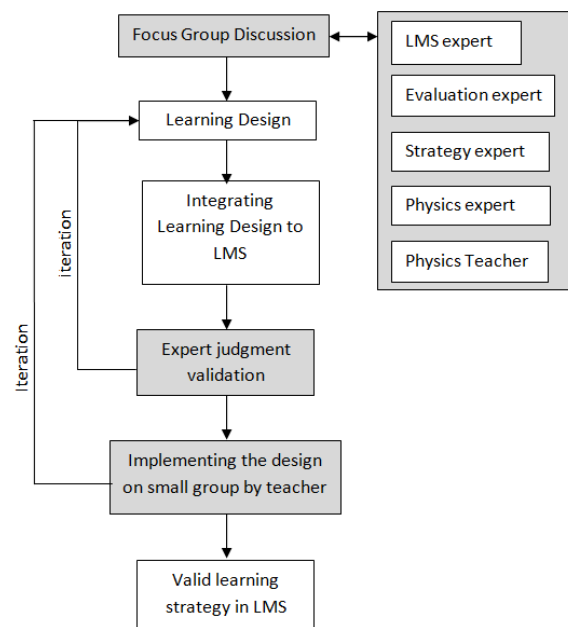 Focus Group Discussion
LMS expert
Evaluation expert
Strategy expert
Physics expert
Physics Teacher
Learning Design
Integrating
Learning Design to
LMS
iteration
Iteration
Expert judgment
validation
Implementing the design
on small group by teacher
Valid learning
strategy in LMS